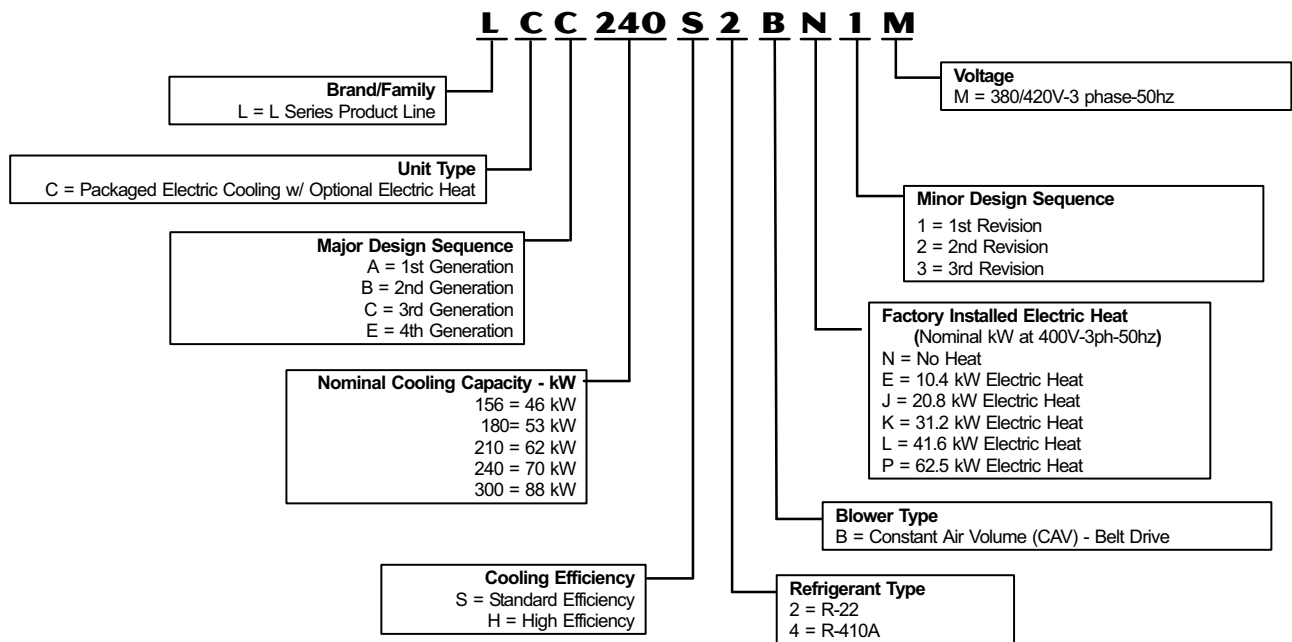 L C C 240 S 2 B N 1 M
Brand/Family
L = L Series Product Line
Unit Type
C = Packaged Electric Cooling w/ Optional Electric Heat
Major Design Sequence
A = 1st Generation
B = 2nd Generation
C = 3rd Generation
E = 4th Generation
Nominal Cooling Capacity - kW
156 = 46 kW
180= 53 kW
210 = 62 kW
240 = 70 kW
300 = 88 kW
Cooling Efficiency
S = Standard Efficiency
H = High Efficiency
Voltage
M = 380/420V-3 phase-50hz
Minor Design Sequence
1 = 1st Revision
2 = 2nd Revision
3 = 3rd Revision
Factory Installed Electric Heat
(Nominal kW at 400V-3ph-50hz)
N = No Heat
E = 10.4 kW Electric Heat
J = 20.8 kW Electric Heat
K = 31.2 kW Electric Heat
L = 41.6 kW Electric Heat
P = 62.5 kW Electric Heat
Blower Type
B = Constant Air Volume (CAV) - Belt Drive
Refrigerant Type
2 = R-22
4 = R-410A